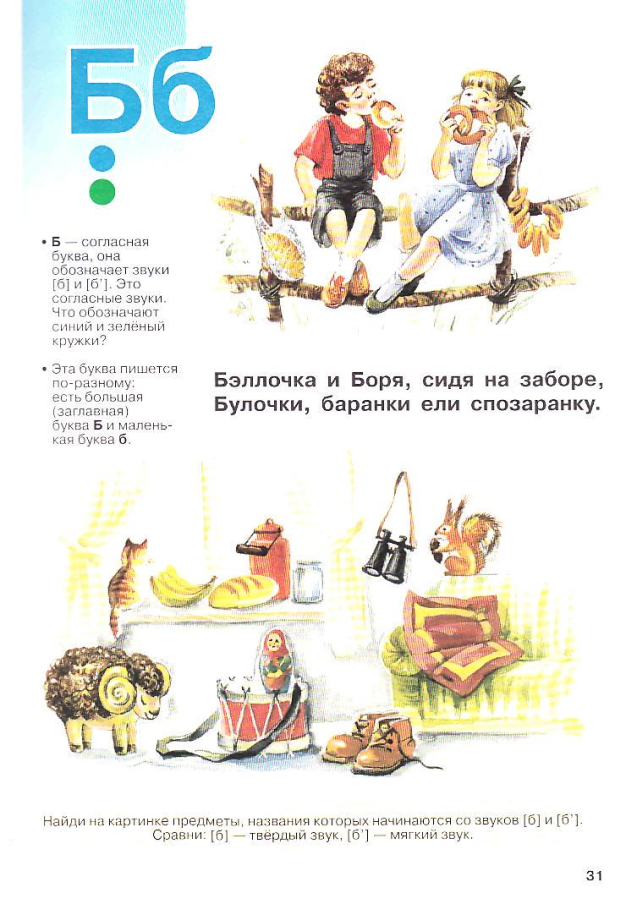 Бб
• Б — согласная
буква, она
обозначает звуки
[б] и [б']. Это
согласные звуки.
Что обозначают
синий и зелёный
кружки?
• Эта буква пишется
по-разному:
есть большая
(заглавная)
буква Б и малень-
кая буква б.
Бэллочка и Боря, сидя на заборе,
Булочки, баранки ели спозаранку.
Найди на картинке предметы, названия которых начинаются со звуков [б] и [б'].
Сравни: [б] — твёрдый звук, [б'] — мягкий звук.
31